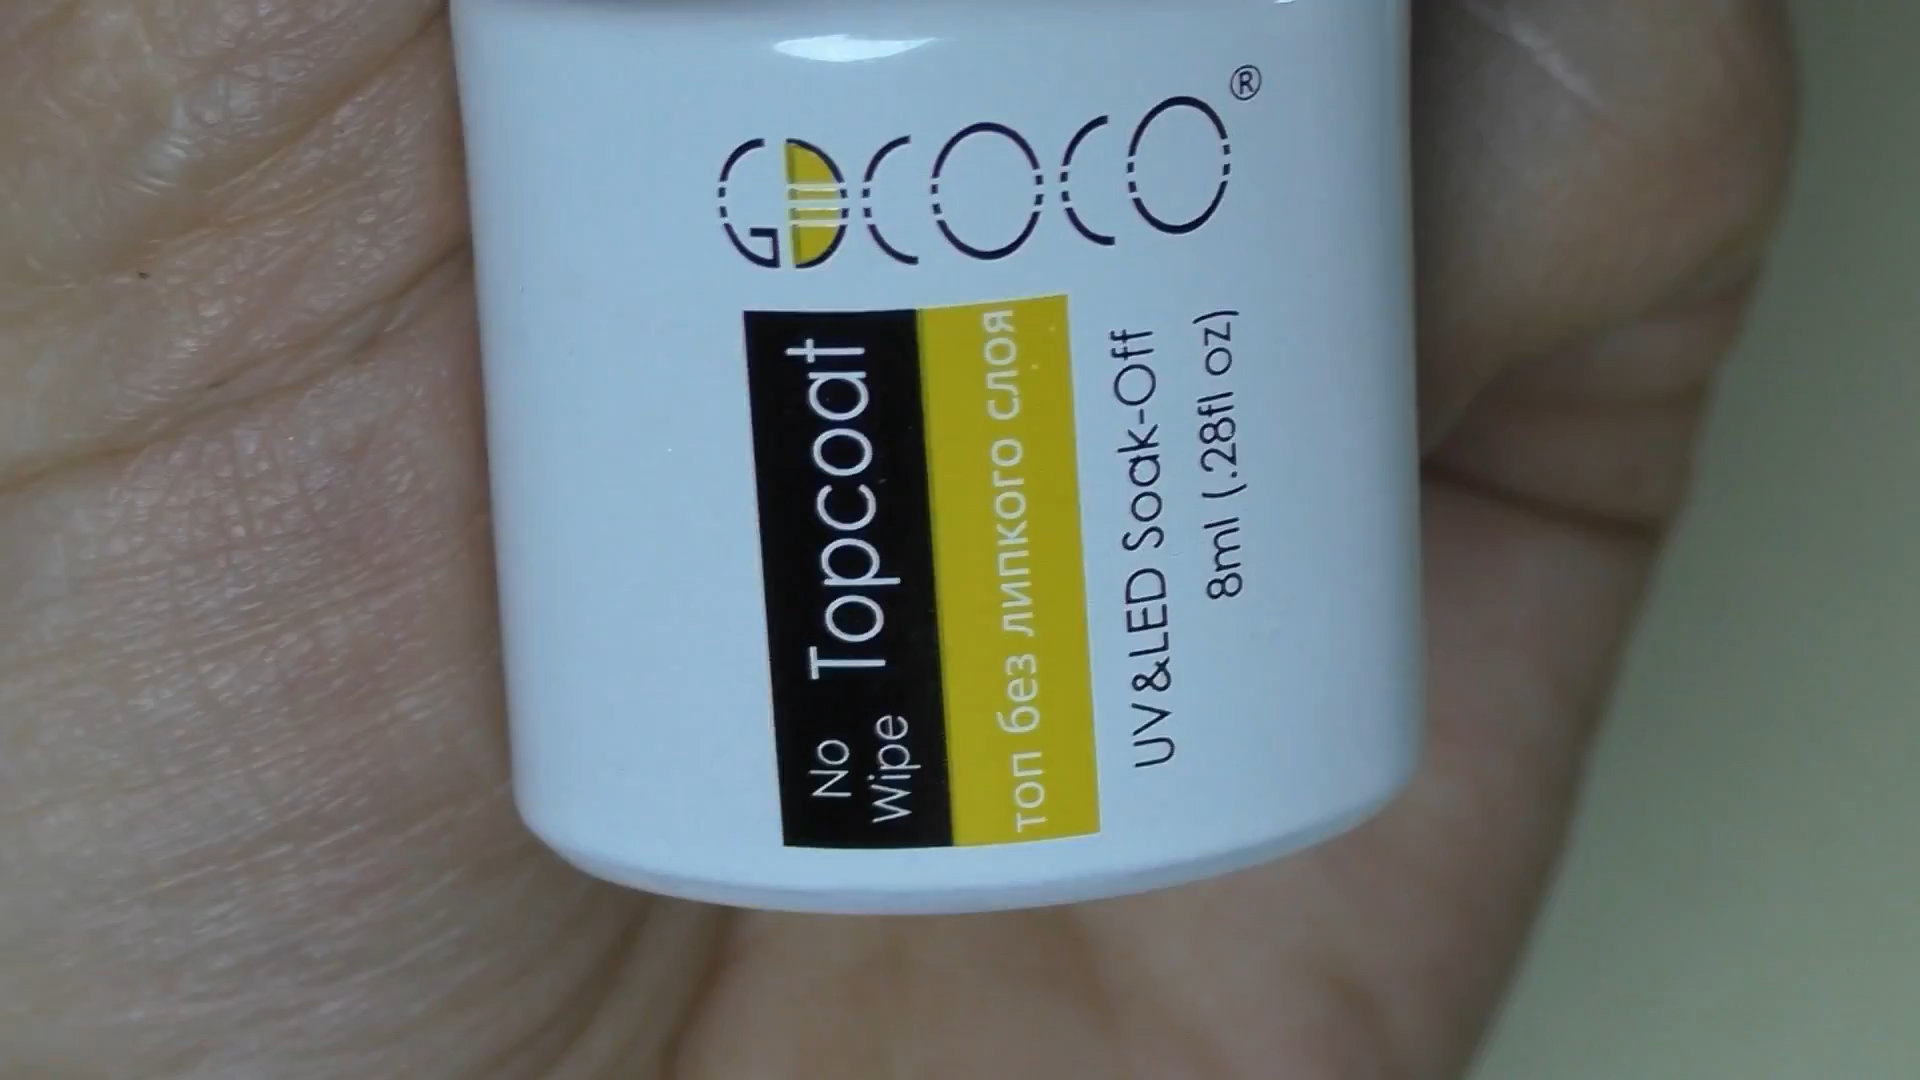 GDCOCO®
No Wipe Topcoat
топ без липкого слоя
UV&LED Soak-Off
8ml (.28fl oz)